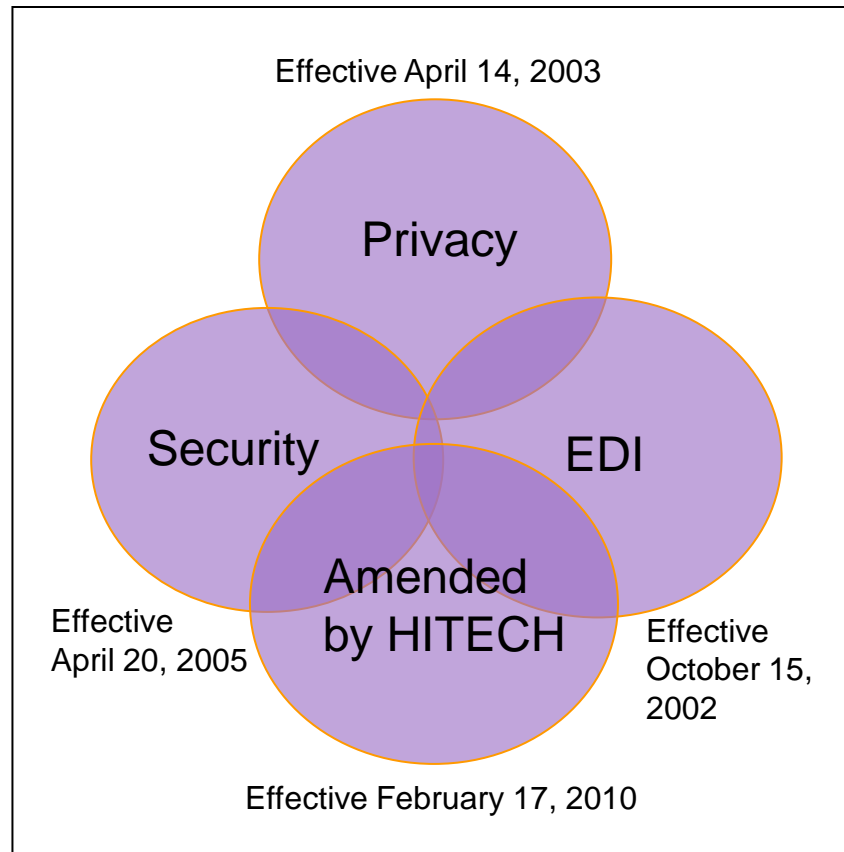 Effective April 14, 2003
Privacy
Security
EDI
Amended
by HITECH
Effective
April 20, 2005
Effective
October 15,
2002
Effective February 17, 2010